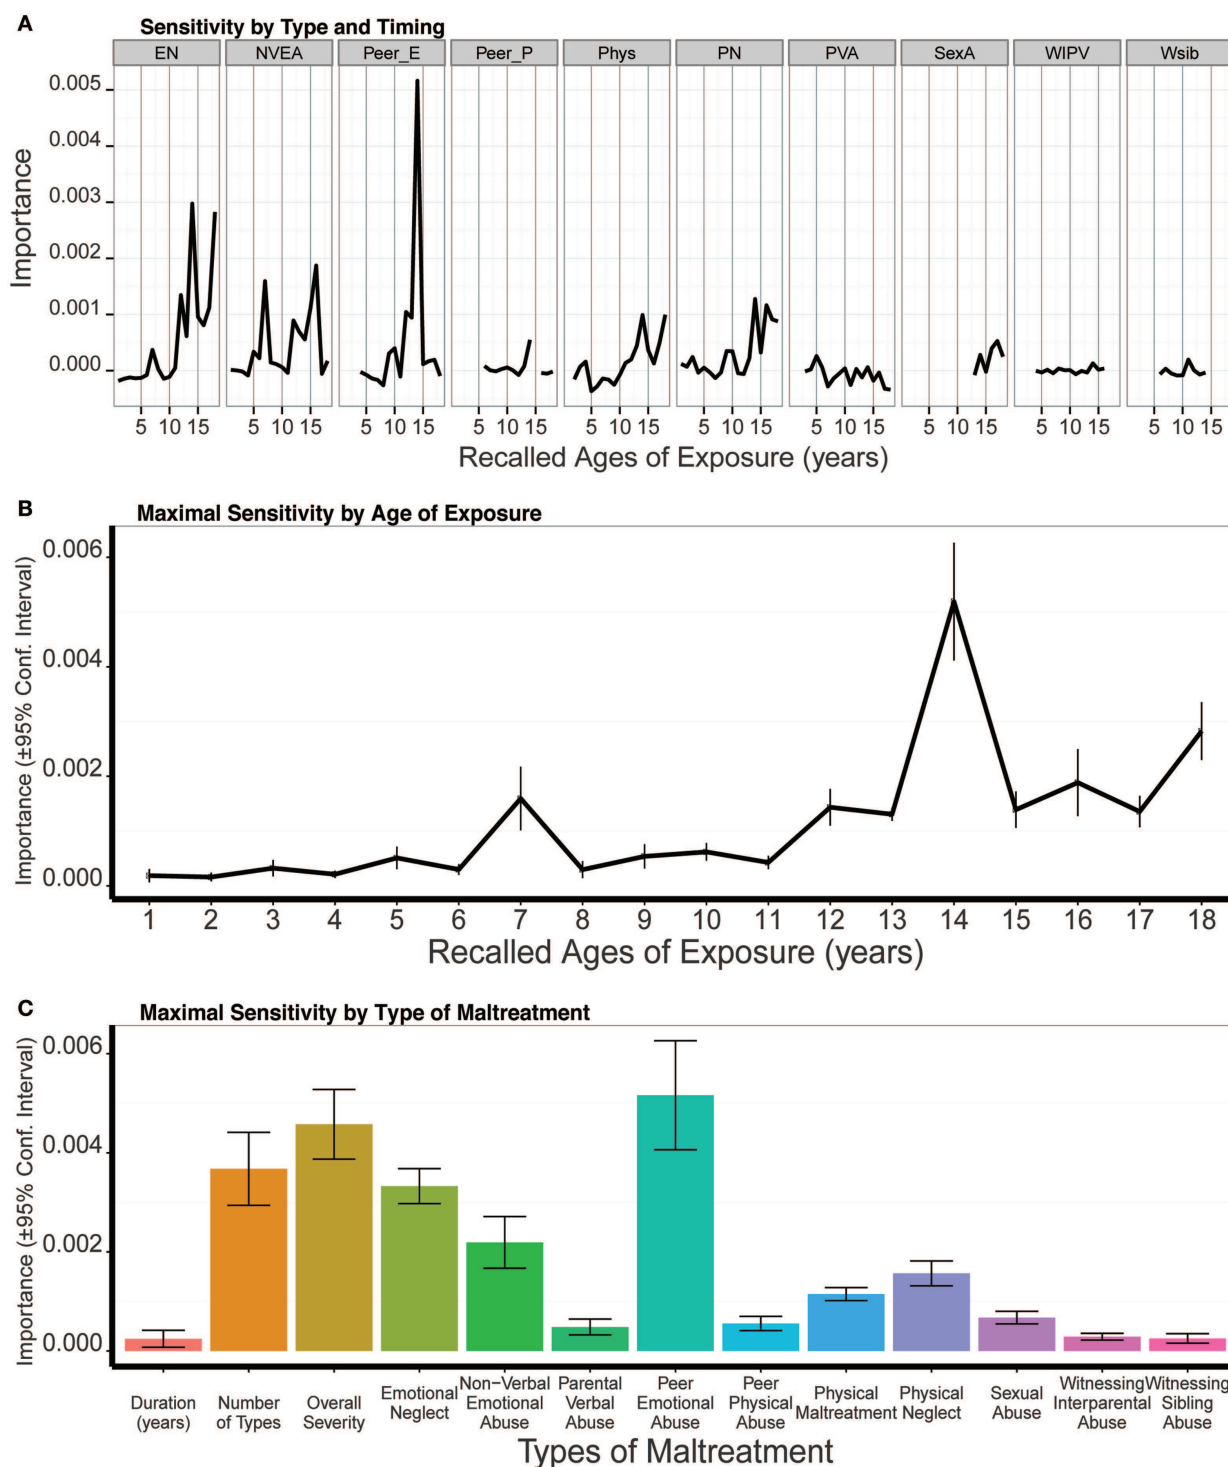 A
Sensitivity by Type and Timing
EN NVEA Peer_E Peer_P Phys PN PVA SexA WIPV Wsib
0.005
0.004
0.003
0.002
0.001
0.000
Importance
5 10 15 5 10 15 5 10 15 5 10 15 5 10 15 5 10 15 5 10 15 5 10 15 5 10 15 5 10 15
Recalled Ages of Exposure (years)
B
Maximal Sensitivity by Age of Exposure
0.006
0.004
0.002
0.000
Importance (±95% Conf. Interval)
1 2 3 4 5 6 7 8 9 10 11 12 13 14 15 16 17 18
Recalled Ages of Exposure (years)
C
Maximal Sensitivity by Type of Maltreatment
0.006
0.004
0.002
0.000
Importance (±95% Conf. Interval)
Duration
(years)
Number
of Types
Overall
Severity
Emotional
Neglect
Non−Verbal
Emotional
Abuse
Parental
Verbal
Abuse
Peer
Emotional
Abuse
Peer
Physical
Abuse
Physical
Maltreatment
Physical
Neglect
Sexual
Abuse
Witnessing
Interparental
Abuse
Witnessing
Sibling
Abuse
Types of Maltreatment